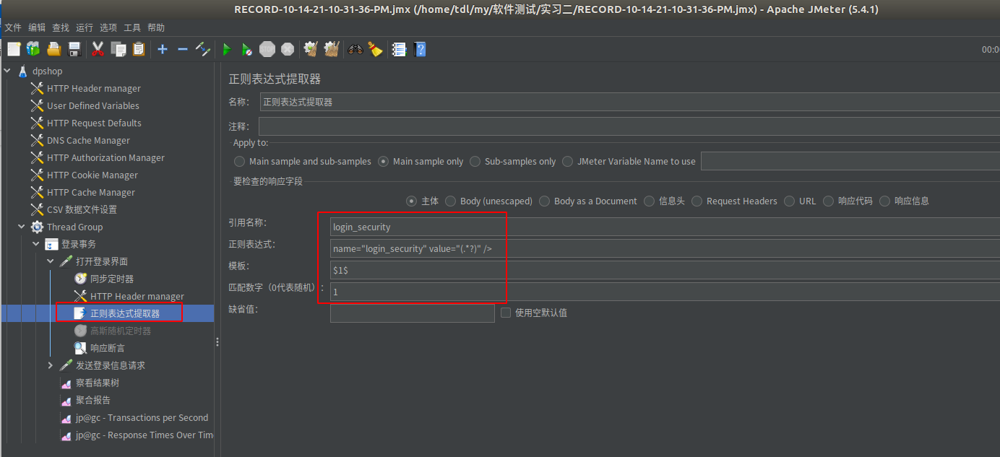 RECORD-10-14-21-10-31-36-PM.jmx (/home/tdl/my/软件测试/实习二/RECORD-10-14-21-10-31-36-PM.jmx) - Apache JMeter (5.4.1)
文件 编辑 查找 运行 选项 工具 帮助
STOP
00:0
dpshop
HTTP Header manager
User Defined Variables
HTTP Request Defaults
DNS Cache Manager
HTTP Authorization Manager
HTTP Cookie Manager
HTTP Cache Manager
CSV 数据文件设置
Thread Group
登录事务
打开登录界面
同步定时器
HTTP Header manager
正则表达式提取器
高斯随机定时器
响应断言
发送登录信息请求
察看结果树
聚合报告
jp@gc - Transactions per Second
jp@gc - Response Times Over Tim
正则表达式提取器
名称： 正则表达式提取器
注释：
Apply to:
Main sample and sub-samples Main sample only Sub-samples only JMeter Variable Name to use
要检查的响应字段
主体 Body (unescaped) Body as a Document 信息头 Request Headers URL 响应代码 响应信息
引用名称： login_security
正则表达式： name="login_security" value="(.*?)" />
模板： $1$
匹配数字（0代表随机）： 1
缺省值： 使用空默认值